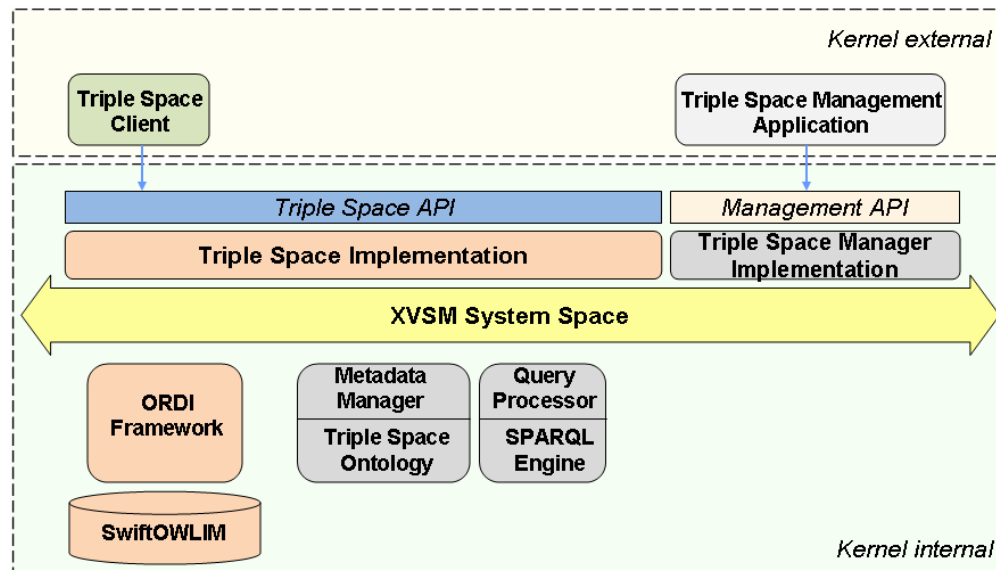 Kernel external
Triple Space
Client
Triple Space Management
Application
Triple Space API
Management API
Triple Space Implementation
Triple Space Manager
Implementation
XVSM System Space
ORDI
Framework
Metadata
Manager
Triple Space
Ontology
Query
Processor
SPARQL
Engine
SwiftOWLIM
Kernel internal